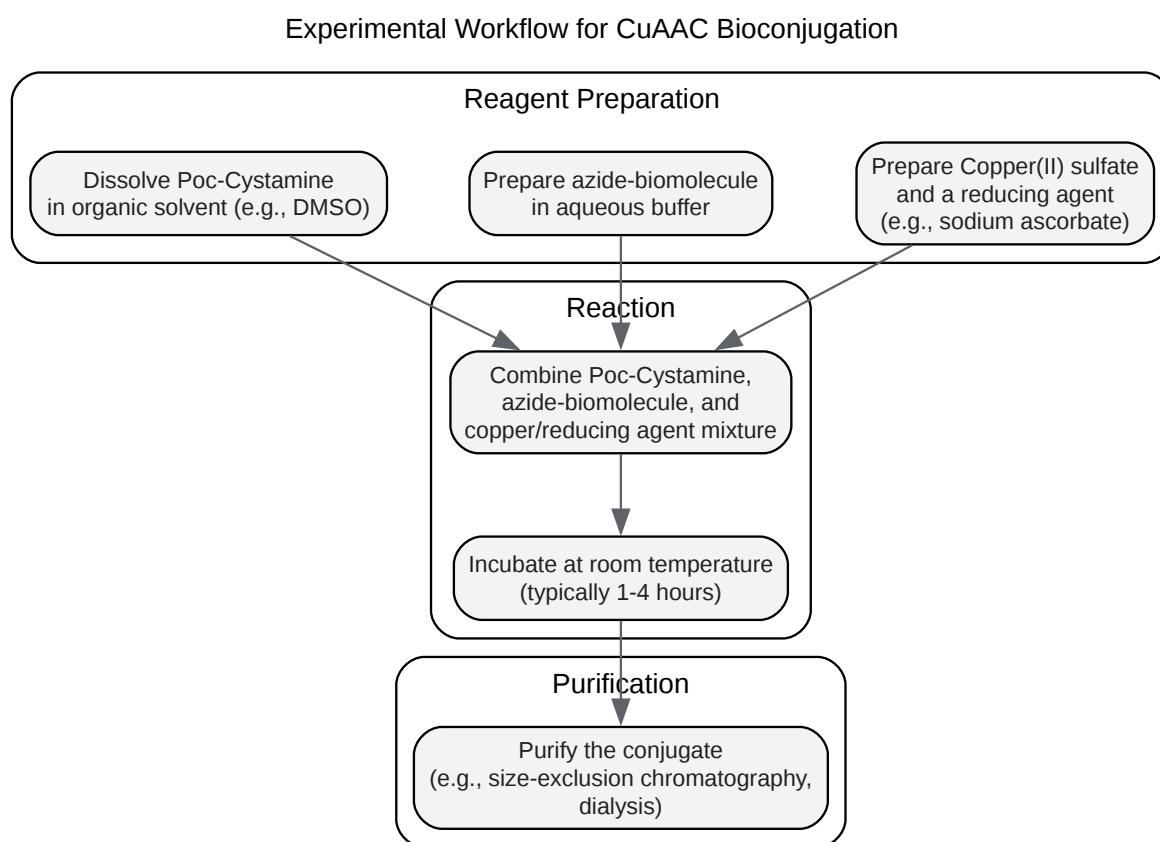 Experimental Workflow for CuAAC Bioconjugation
Reagent Preparation
Dissolve Poc-Cystamine
in organic solvent (e.g., DMSO)
Prepare azide-biomolecule
in aqueous buffer
Prepare Copper(II) sulfate
and a reducing agent
(e.g., sodium ascorbate)
Reaction
Combine Poc-Cystamine,
azide-biomolecule, and
copper/reducing agent mixture
Incubate at room temperature
(typically 1-4 hours)
Purification
Purify the conjugate
(e.g., size-exclusion chromatography,
dialysis)